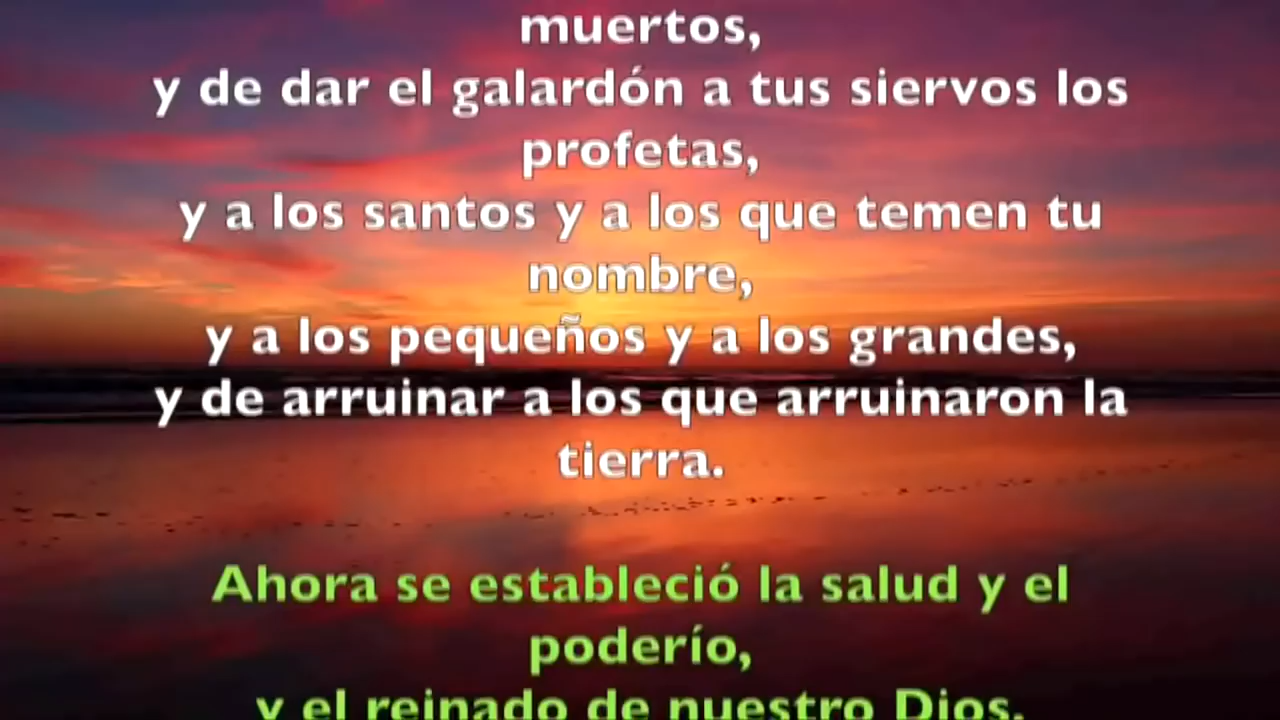 muertos,
y de dar el galardón a tus siervos los
profetas,
y a los santos y a los que temen tu
nombre,
y a los pequeños y a los grandes,
y de arruinar a los que arruinaron la
tierra.
Ahora se estableció la salud y el
poderío,
y el reinado de nuestro Dios,